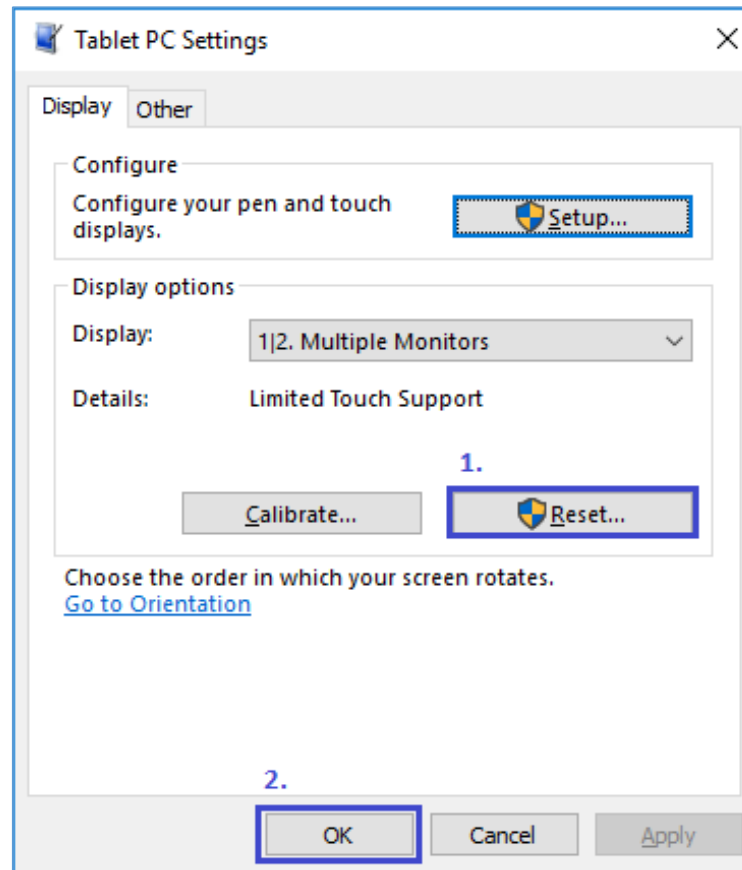 Tablet PC Settings
Display
Other
Configure
Configure your pen and touch
displays.
Setup...
Display options
Display:
1|2. Multiple Monitors
Details:
Limited Touch Support
1.
Calibrate...
Reset...
Choose the order in which your screen rotates.
Go to Orientation
2.
OK
Cancel
Apply